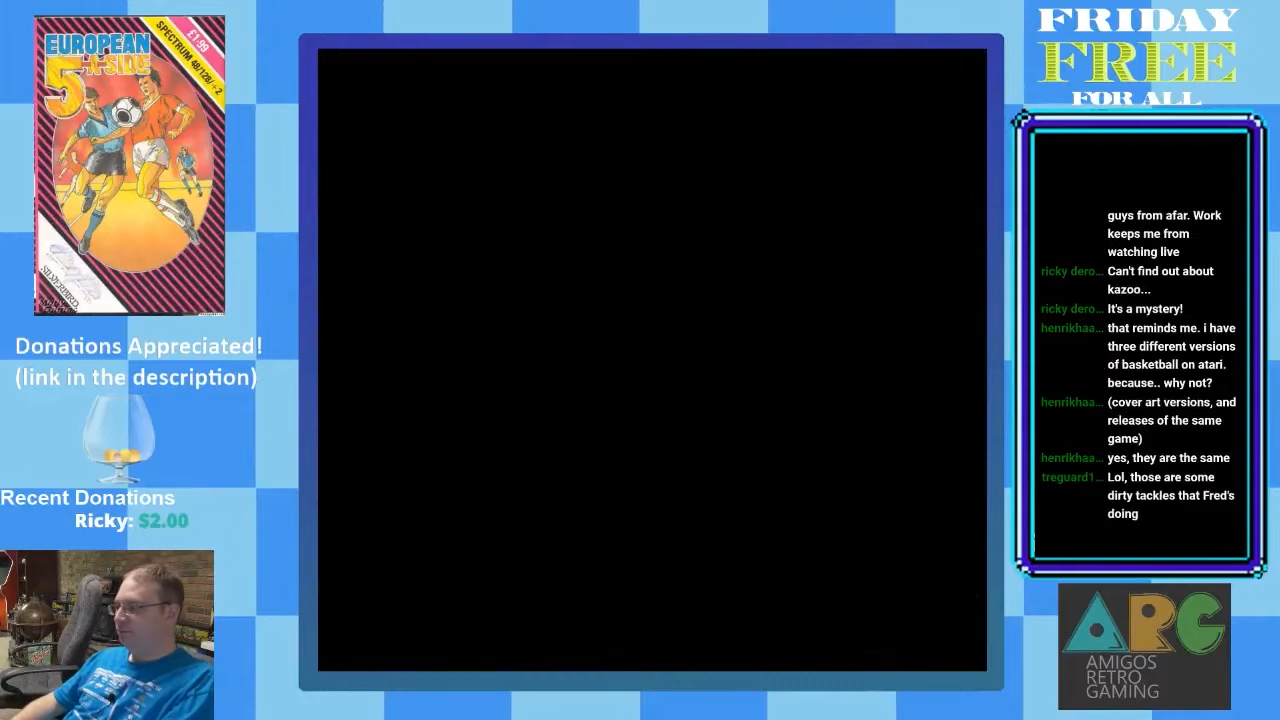 EUROPEAN
5-A-SIDE
£1·99
SPECTRUM 48/128/+2
SILVERBIRD
Donations Appreciated!
(link in the description)
Recent Donations
Ricky: $2.00
FRIDAY
FREE
FOR ALL
guys from afar. Work
keeps me from
watching live
ricky dero... Can't find out about
kazoo...
ricky dero... It's a mystery!
henrikhaa... that reminds me. i have
three different versions
of basketball on atari.
because.. why not?
henrikhaa... (cover art versions, and
releases of the same
game)
henrikhaa... yes, they are the same
treguard1... Lol, those are some
dirty tackles that Fred's
doing
ARG
AMIGOS
RETRO
GAMING